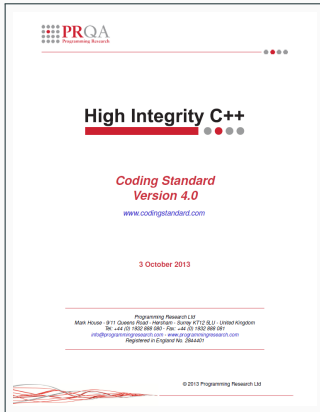 PRQA
Programming Research
High Integrity C++
Coding Standard
Version 4.0
www.codingstandard.com
3 October 2013
Programming Research Ltd
Mark House - 9/11 Queens Road - Hersham - Surrey KT12 5LU - United Kingdom
Tel: +44 (0) 1932 888 080 - Fax: +44 (0) 1932 888 081
info@programmingresearch.com - www.programmingresearch.com
Registered in England No. 2844401
© 2013 Programming Research Ltd